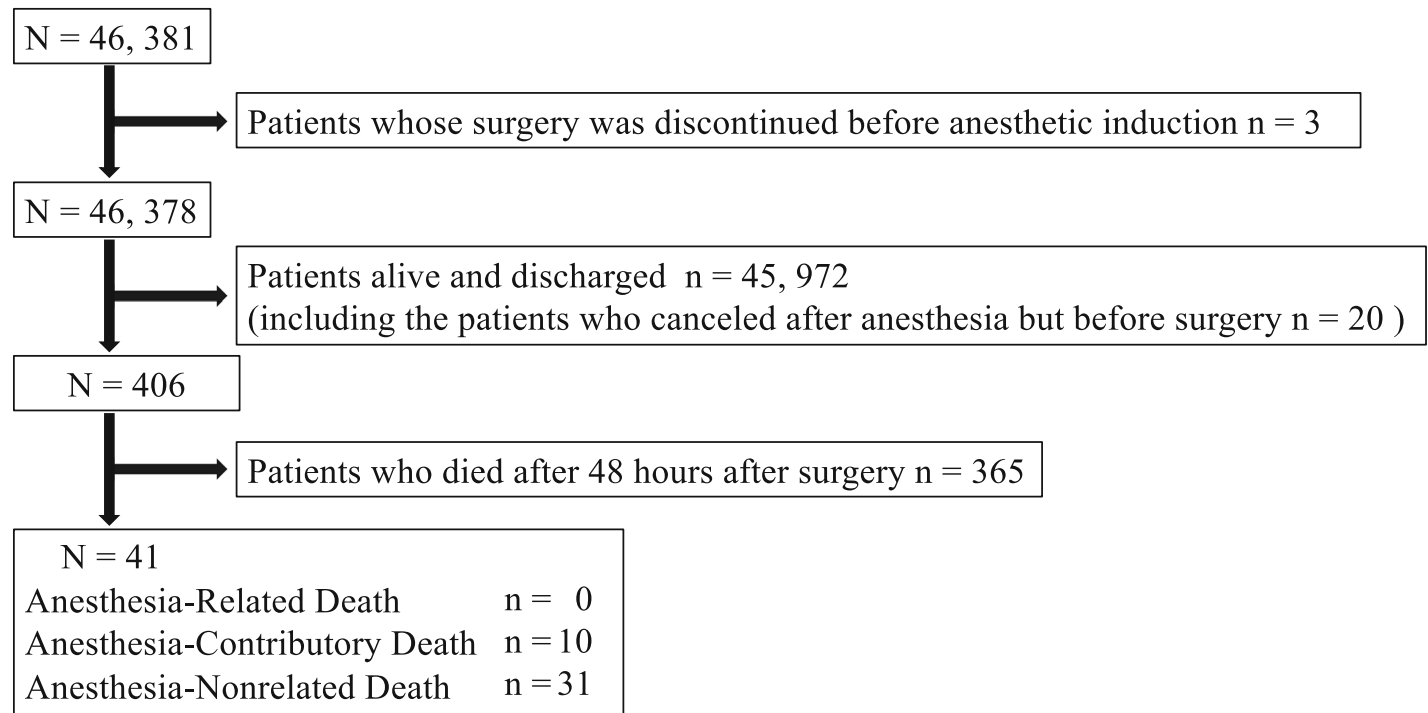 N = 46, 381
Patients whose surgery was discontinued before anesthetic induction n = 3
N = 46, 378
Patients alive and discharged n = 45, 972
(including the patients who canceled after anesthesia but before surgery n = 20 )
N = 406
Patients who died after 48 hours after surgery n = 365
N = 41
Anesthesia-Related Death n = 0
Anesthesia-Contributory Death n = 10
Anesthesia-Nonrelated Death n = 31